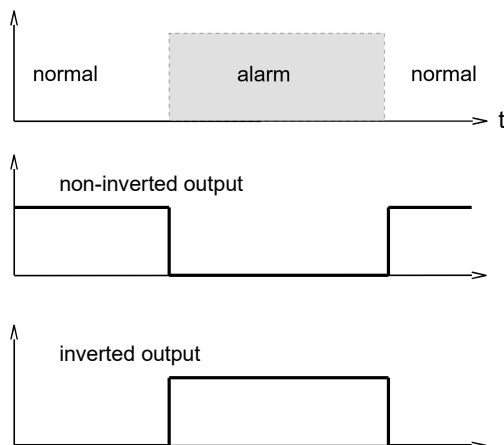 normal alarm normal
t
non-inverted output
inverted output